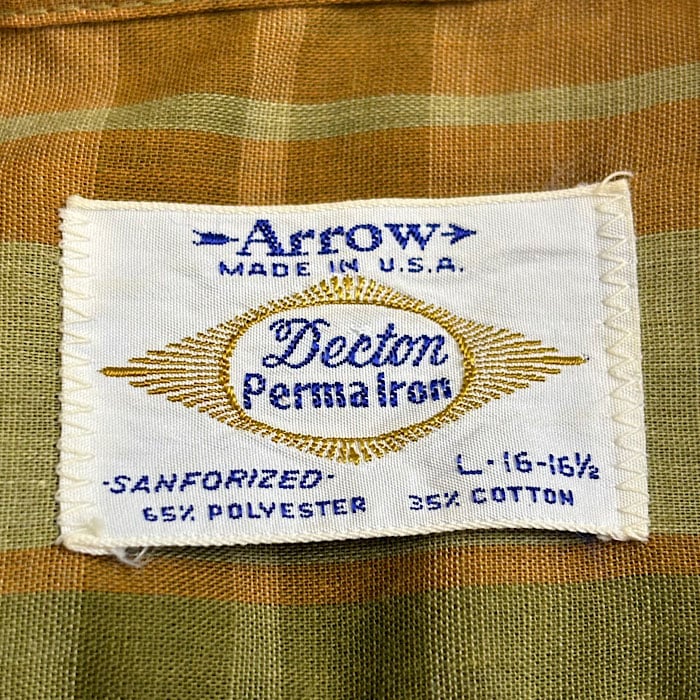 Arrow
MADE IN U.S.A.
Decton
Perma Iron
L · 16-16½
·SANFORIZED·
65% POLYESTER 35% COTTON